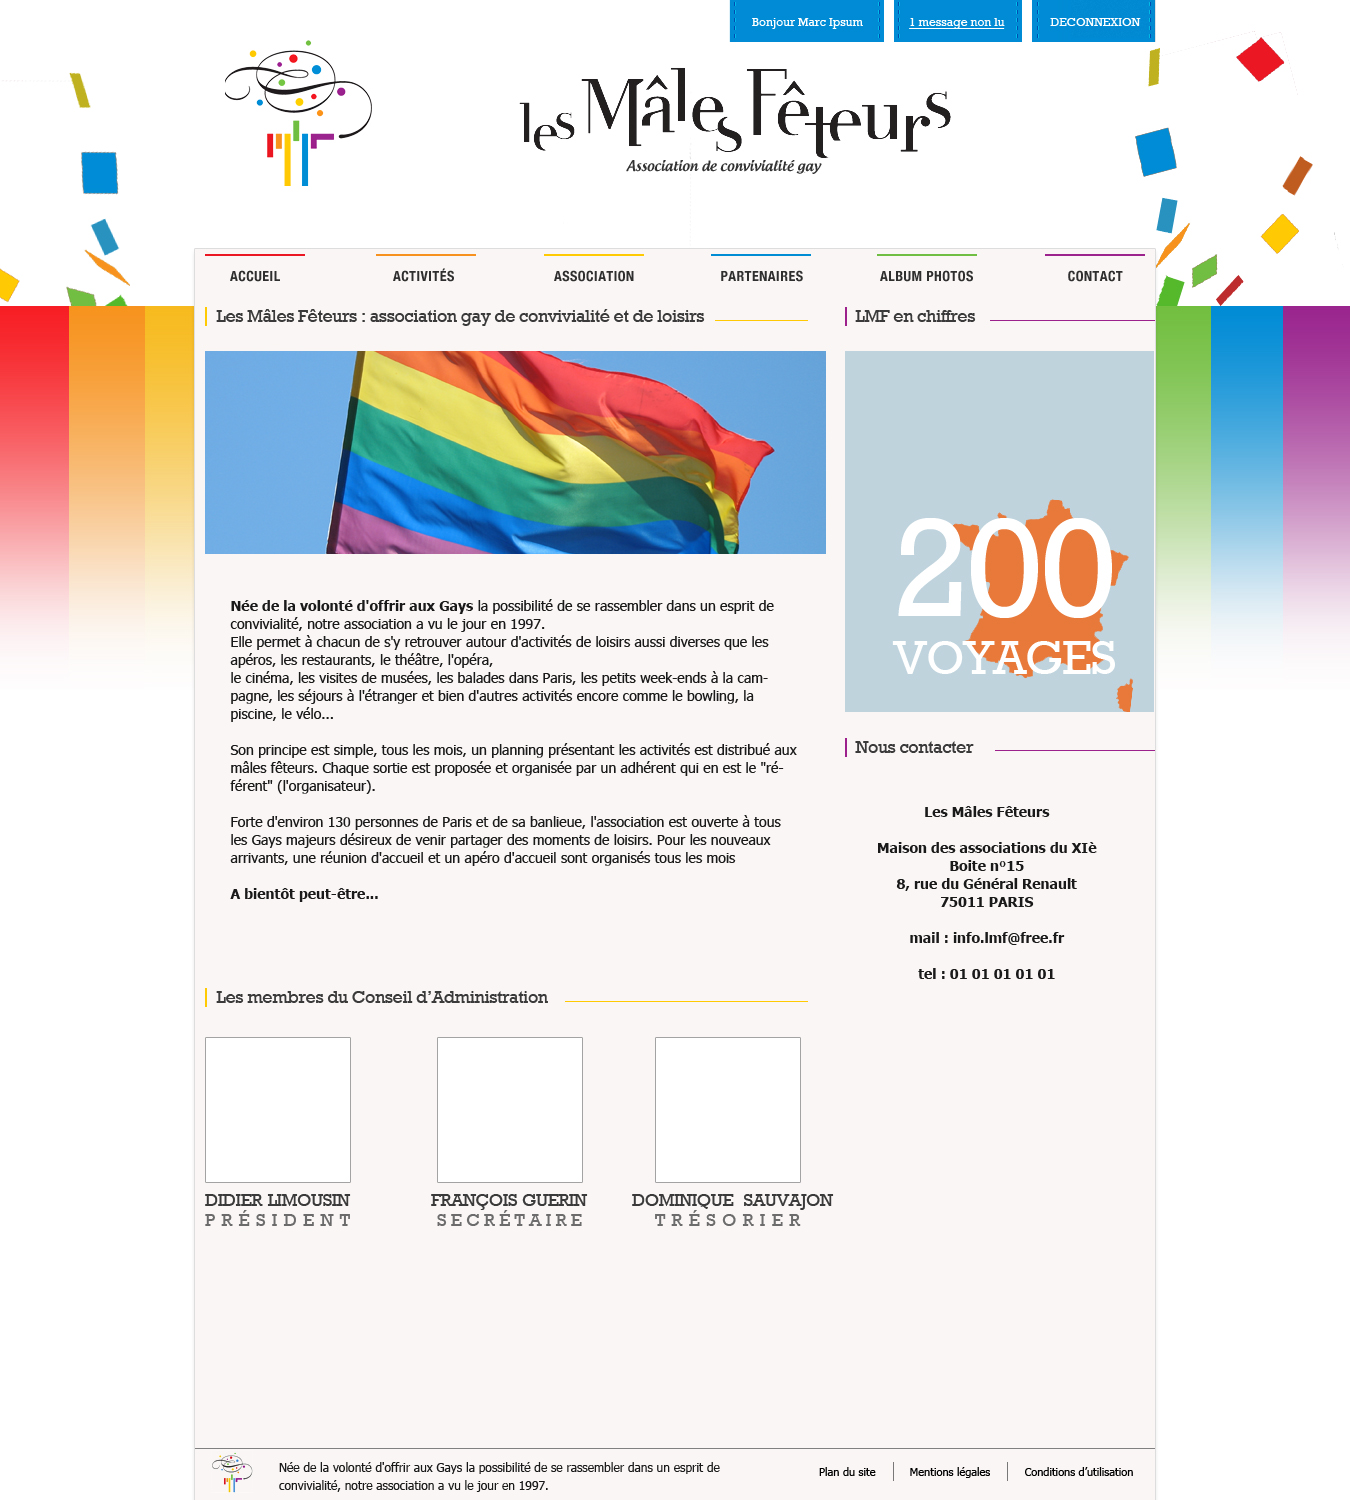 Bonjour Marc Ipsum
1 message non lu
DECONNEXION
les Mâles Fêteurs
Association de convivialité gay
ACCUEIL
ACTIVITÉS
ASSOCIATION
PARTENAIRES
ALBUM PHOTOS
CONTACT
Les Mâles Fêteurs : association gay de convivialité et de loisirs
Née de la volonté d'offrir aux Gays la possibilité de se rassembler dans un esprit de
convivialité, notre association a vu le jour en 1997.
Elle permet à chacun de s'y retrouver autour d'activités de loisirs aussi diverses que les
apéros, les restaurants, le théâtre, l'opéra,
le cinéma, les visites de musées, les balades dans Paris, les petits week-ends à la cam-
pagne, les séjours à l'étranger et bien d'autres activités encore comme le bowling, la
piscine, le vélo...
Son principe est simple, tous les mois, un planning présentant les activités est distribué aux
mâles fêteurs. Chaque sortie est proposée et organisée par un adhérent qui en est le "ré-
férent" (l'organisateur).
Forte d'environ 130 personnes de Paris et de sa banlieue, l'association est ouverte à tous
les Gays majeurs désireux de venir partager des moments de loisirs. Pour les nouveaux
arrivants, une réunion d'accueil et un apéro d'accueil sont organisés tous les mois
A bientôt peut-être...
LMF en chiffres
200
VOYAGES
Nous contacter
Les Mâles Fêteurs
Maison des associations du XIè
Boite n°15
8, rue du Général Renault
75011 PARIS
mail : info.lmf@free.fr
tel : 01 01 01 01 01
Les membres du Conseil d'Administration
DIDIER LIMOUSIN
PRÉSIDENT
FRANÇOIS GUERIN
SECRÉTAIRE
DOMINIQUE SAUVAJON
TRÉSORIER
Née de la volonté d'offrir aux Gays la possibilité de se rassembler dans un esprit de
convivialité, notre association a vu le jour en 1997.
Plan du site
Mentions légales
Conditions d'utilisation